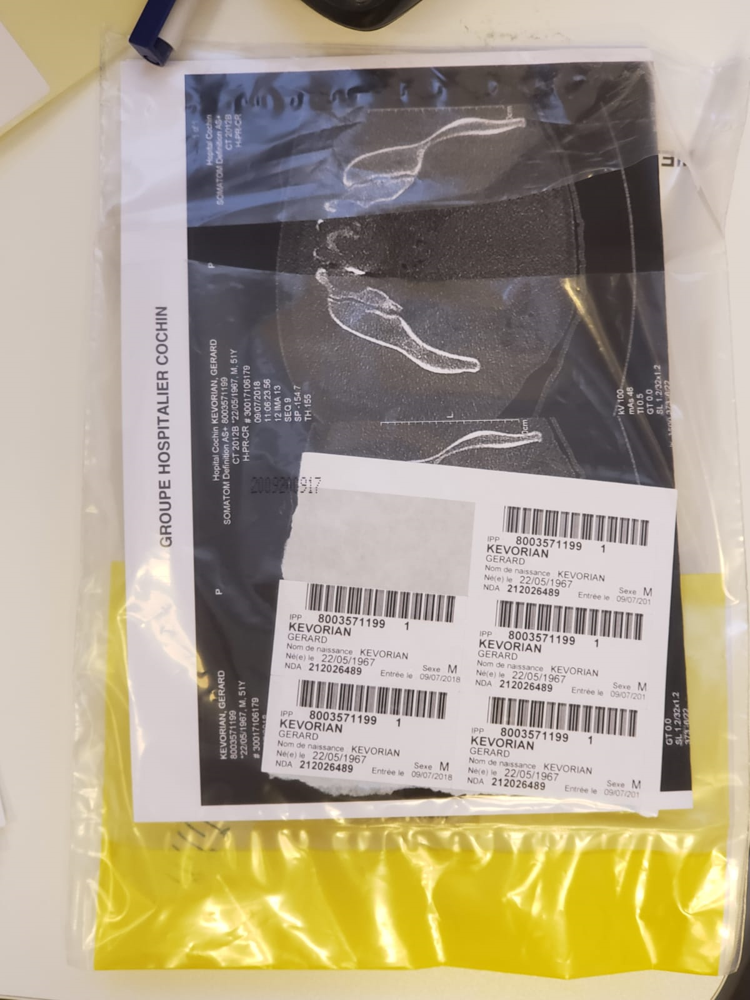 GROUPE HOSPITALIER COCHIN
1 of 1
Hopital Cochin
SOMATOM Definition AS+
CT 2012B
H-PR-CR
P
Hopital Cochin KEVORIAN, GERARD
SOMATOM Definition AS+ 8003571199
CT 2012B *22/05/1967, M, 51Y
H-PR-CR # 30017106179
09/07/2018
11:06:23.56
12 IMA 13
SEQ 9
SP -154.7
TH 155
kV 100
mAs 48
TI 0.5
GT 0.0
SL 1.2/32x1.2
L
cm
10cm
2009200917
P
KEVORIAN, GERARD
8003571199
*22/05/1967, M, 51Y
# 30017106179
GT 0.0
SL 1.2/32x1.2
IPP 8003571199 1
KEVORIAN
GERARD
Nom de naissance KEVORIAN
Né(e) le 22/05/1967 Sexe M
NDA 212026489 Entrée le 09/07/201
IPP 8003571199 1
KEVORIAN
GERARD
Nom de naissance KEVORIAN
Né(e) le 22/05/1967 Sexe M
NDA 212026489 Entrée le 09/07/2018
IPP 8003571199 1
KEVORIAN
GERARD
Nom de naissance KEVORIAN
Né(e) le 22/05/1967 Sexe M
NDA 212026489 Entrée le 09/07/201
IPP 8003571199 1
KEVORIAN
GERARD
Nom de naissance KEVORIAN
Né(e) le 22/05/1967 Sexe M
NDA 212026489 Entrée le 09/07/2018
IPP 8003571199 1
KEVORIAN
GERARD
Nom de naissance KEVORIAN
Né(e) le 22/05/1967 Sexe M
NDA 212026489 Entrée le 09/07/201